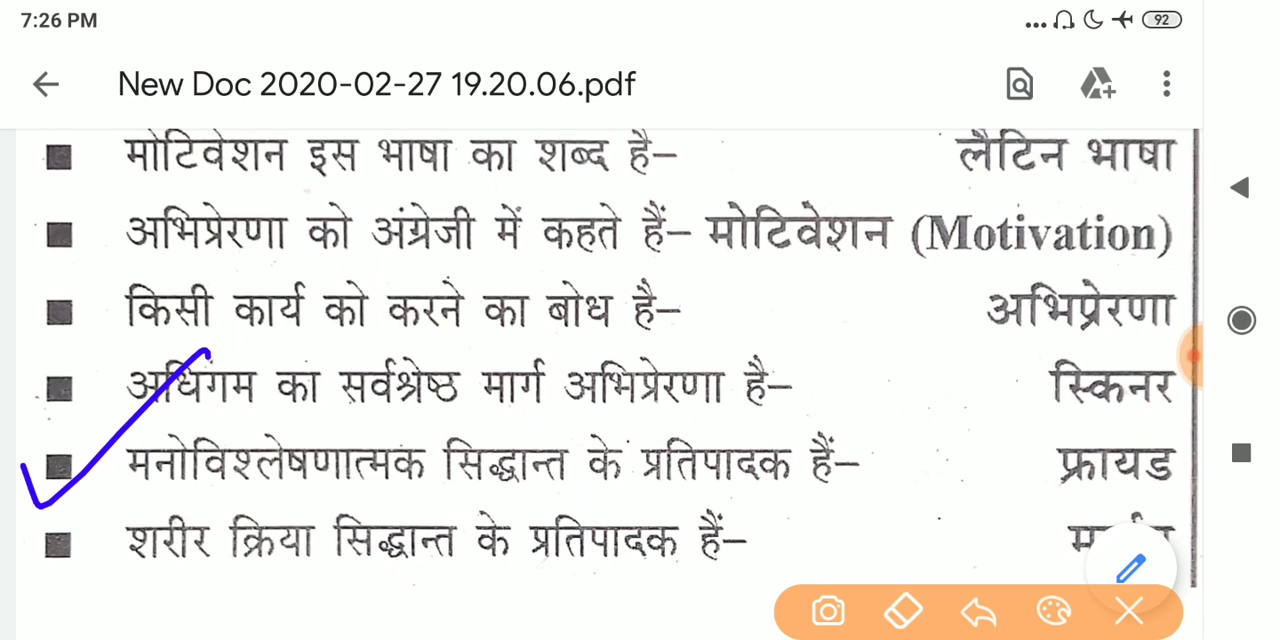 7:26 PM
92
New Doc 2020-02-27 19.20.06.pdf
मोटिवेशन इस भाषा का शब्द है– लैटिन भाषा
अभिप्रेरणा को अंग्रेजी में कहते हैं– मोटिवेशन (Motivation)
किसी कार्य को करने का बोध है– अभिप्रेरणा
अधिगम का सर्वश्रेष्ठ मार्ग अभिप्रेरणा है– स्किनर
मनोविश्लेषणात्मक सिद्धान्त के प्रतिपादक हैं– फ्रायड
शरीर क्रिया सिद्धान्त के प्रतिपादक हैं–